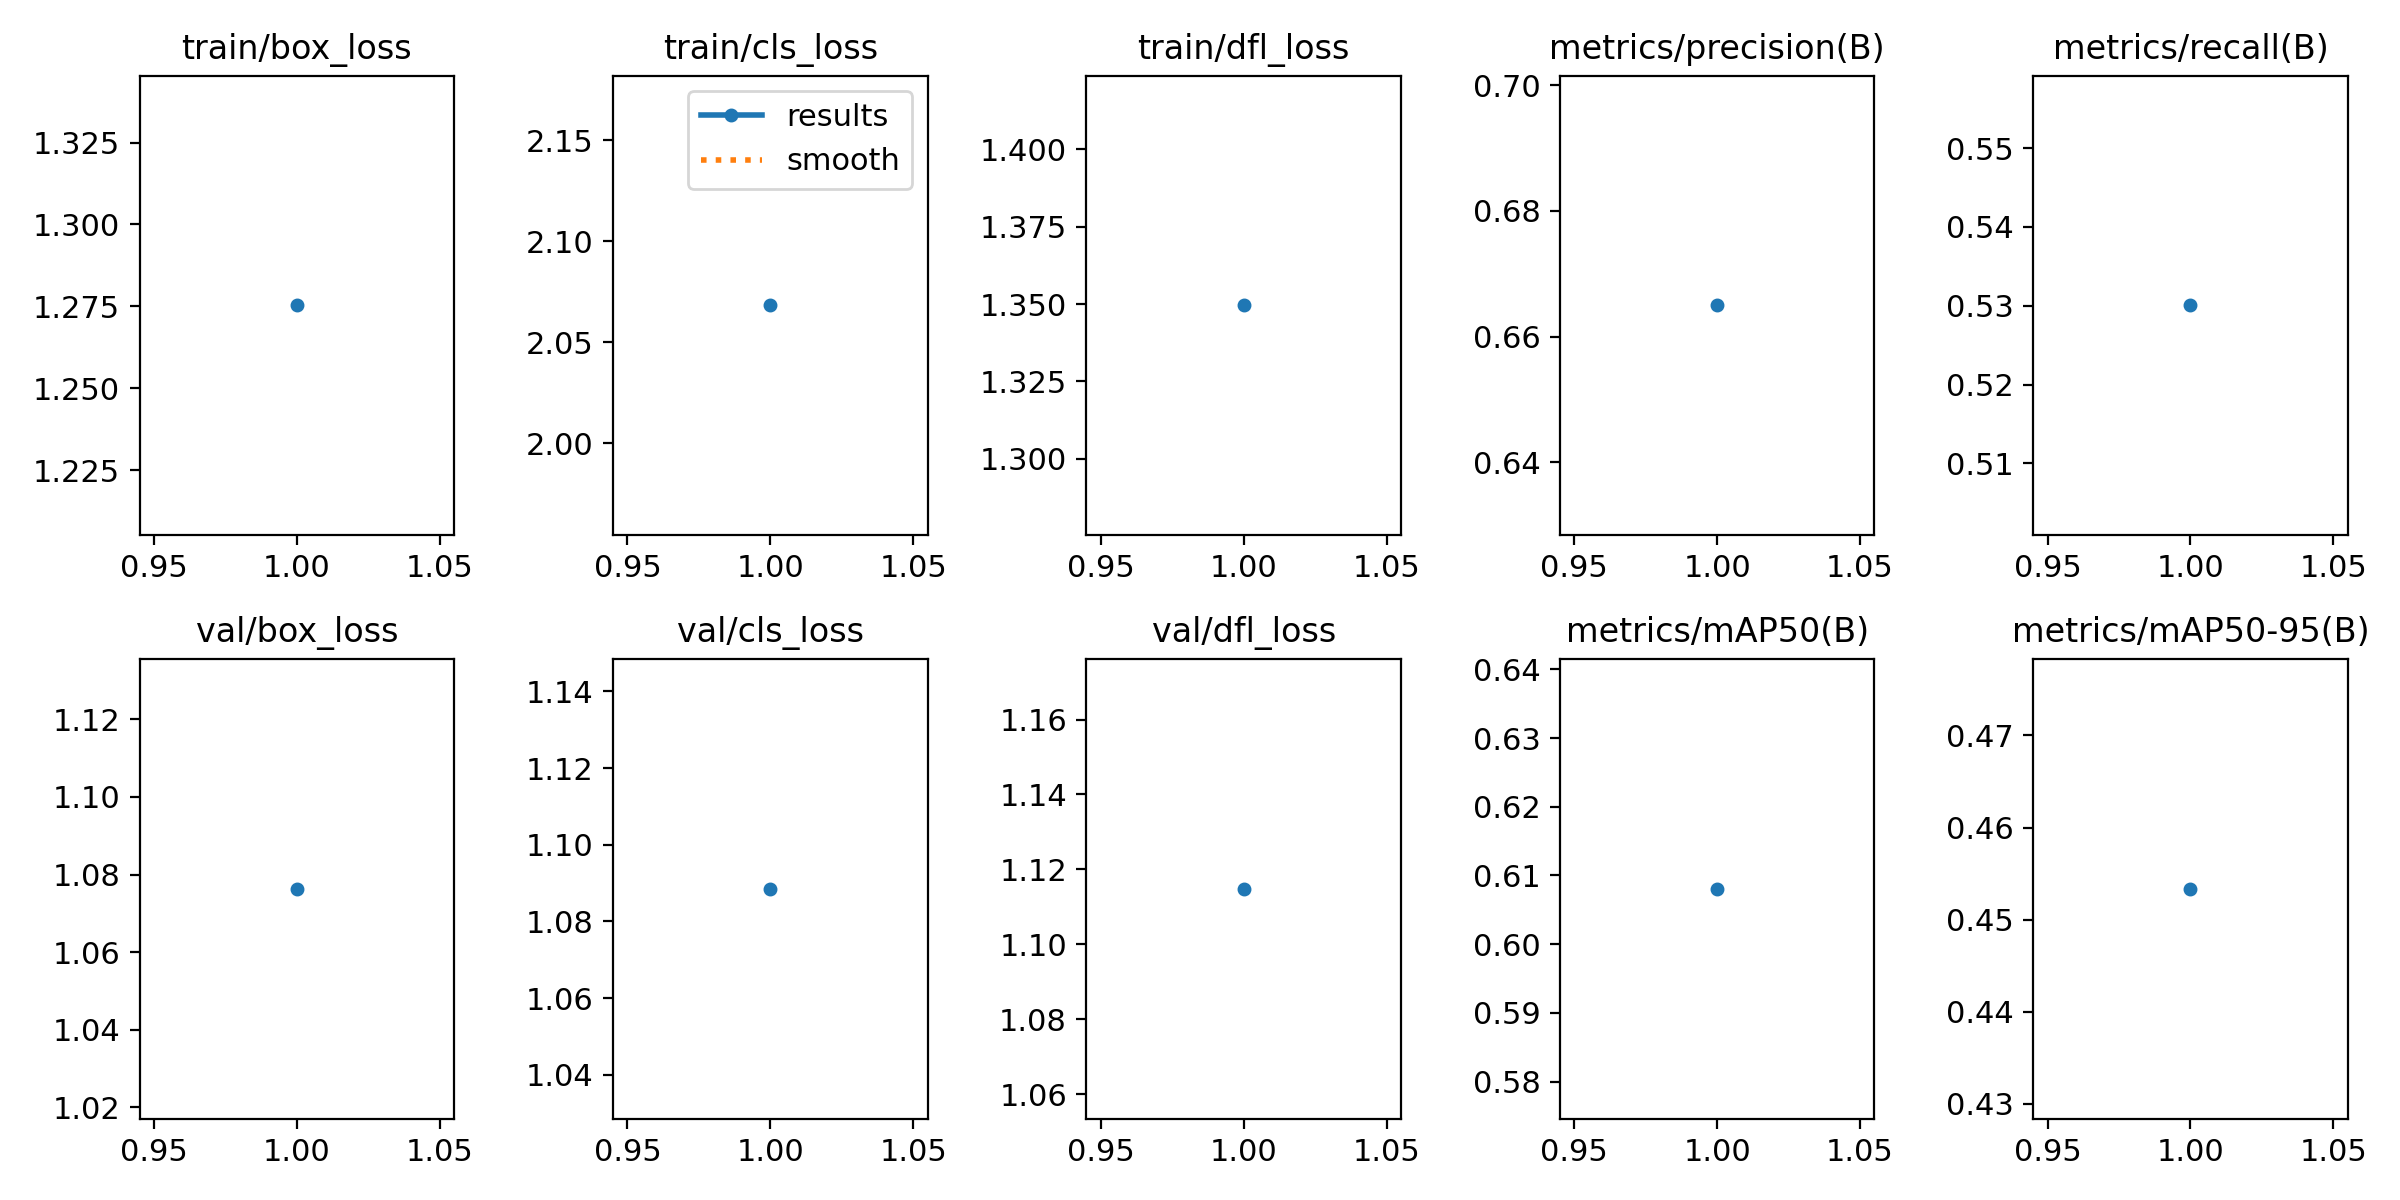 train/box_loss
1.325
1.300
1.275
1.250
1.225
0.95 1.00 1.05
train/cls_loss
results
smooth
2.15
2.10
2.05
2.00
0.95 1.00 1.05
train/dfl_loss
1.400
1.375
1.350
1.325
1.300
0.95 1.00 1.05
metrics/precision(B)
0.70
0.68
0.66
0.64
0.95 1.00 1.05
metrics/recall(B)
0.55
0.54
0.53
0.52
0.51
0.95 1.00 1.05
val/box_loss
1.12
1.10
1.08
1.06
1.04
1.02
0.95 1.00 1.05
val/cls_loss
1.14
1.12
1.10
1.08
1.06
1.04
0.95 1.00 1.05
val/dfl_loss
1.16
1.14
1.12
1.10
1.08
1.06
0.95 1.00 1.05
metrics/mAP50(B)
0.64
0.63
0.62
0.61
0.60
0.59
0.58
0.95 1.00 1.05
metrics/mAP50-95(B)
0.47
0.46
0.45
0.44
0.43
0.95 1.00 1.05